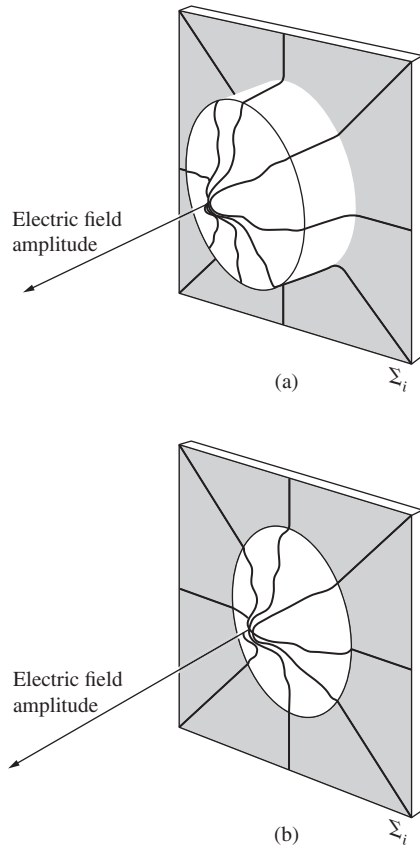 Electric field
amplitude
(a)
Σi
Electric field
amplitude
(b)
Σi